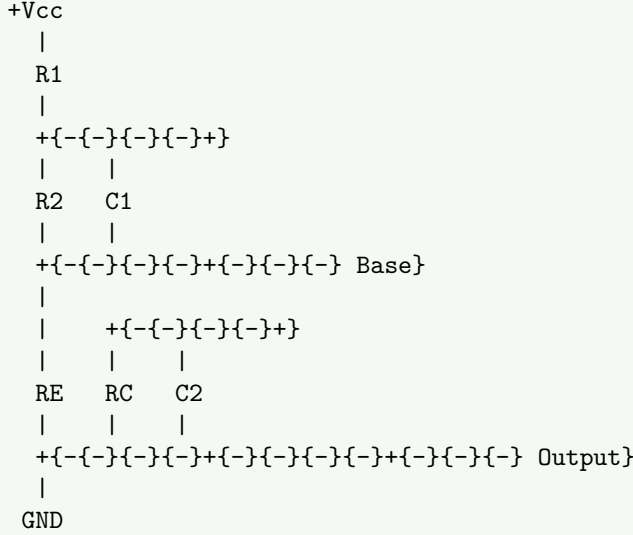 +Vcc
  |
  R1
  |
  +{-{-}{-}{-}+}
  |    |
  R2   C1
  |    |
  +{-{-}{-}{-}+{-}{-}{-} Base}
  |
  |    +{-{-}{-}{-}+}
  |    |    |
  RE   RC   C2
  |    |    |
  +{-{-}{-}{-}+{-}{-}{-}{-}+{-}{-}{-} Output}
  |
 GND